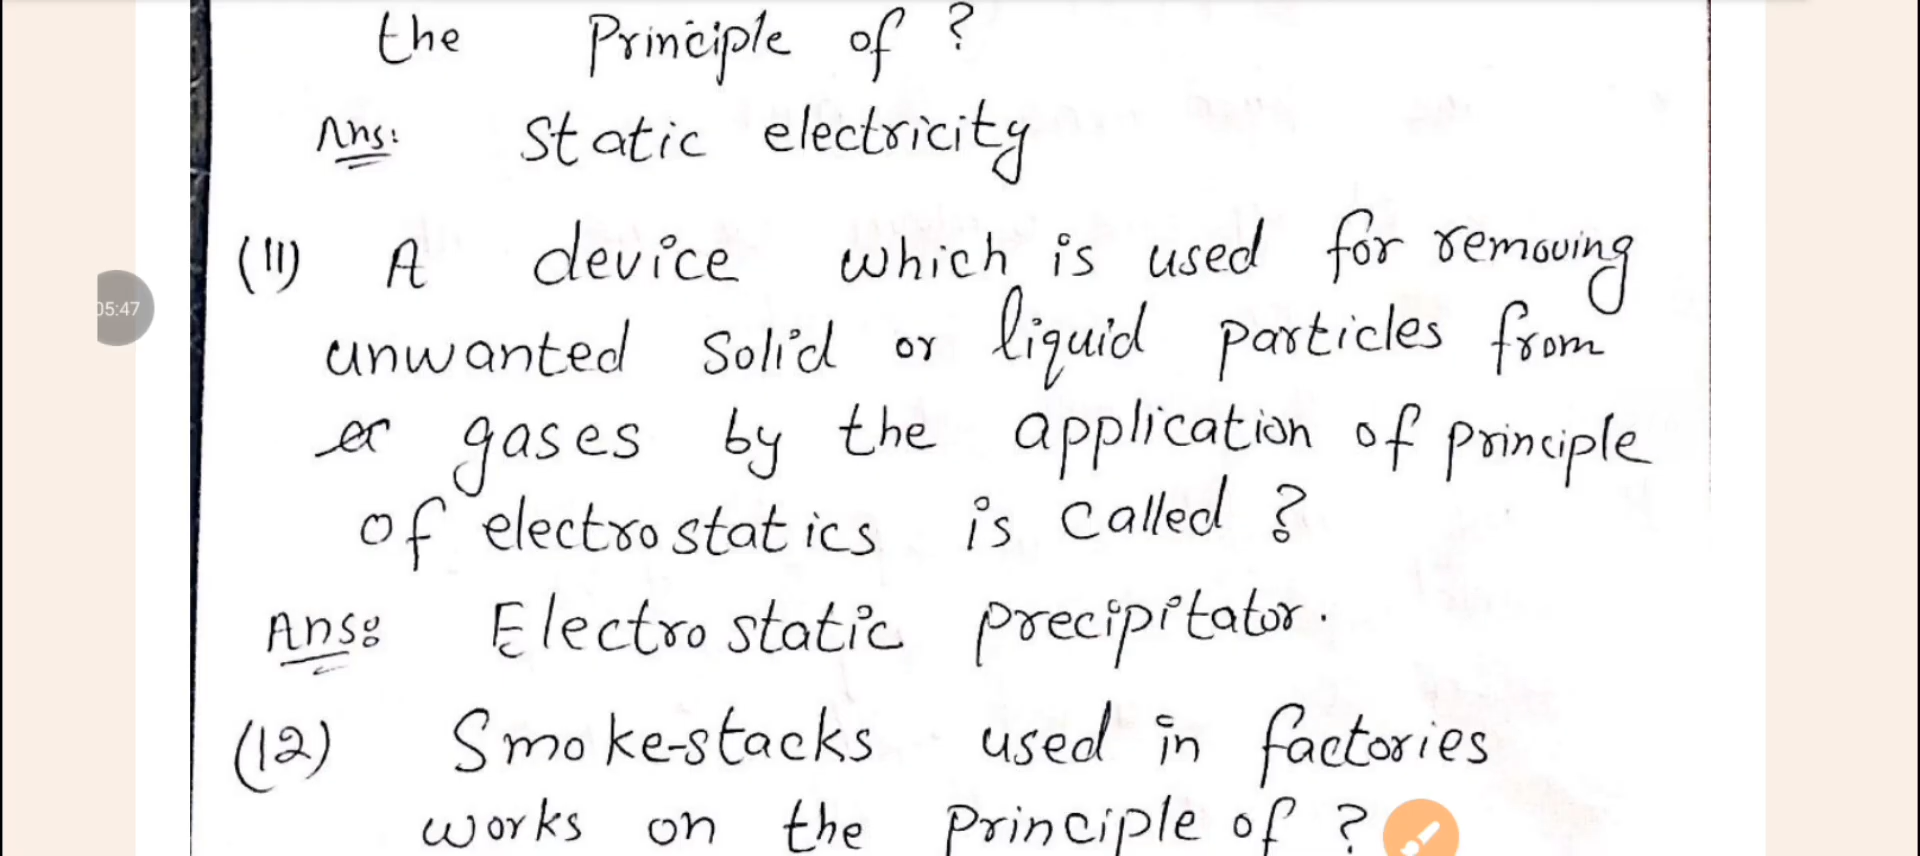 the Principle of ?
Ans: Static electricity
(11) A device which is used for removing
unwanted solid or liquid particles from
gases by the application of principle
of electrostatics is called ?
Ans: Electrostatic precipitator.
(12) Smoke-stacks used in factories
works on the principle of ?
05:47